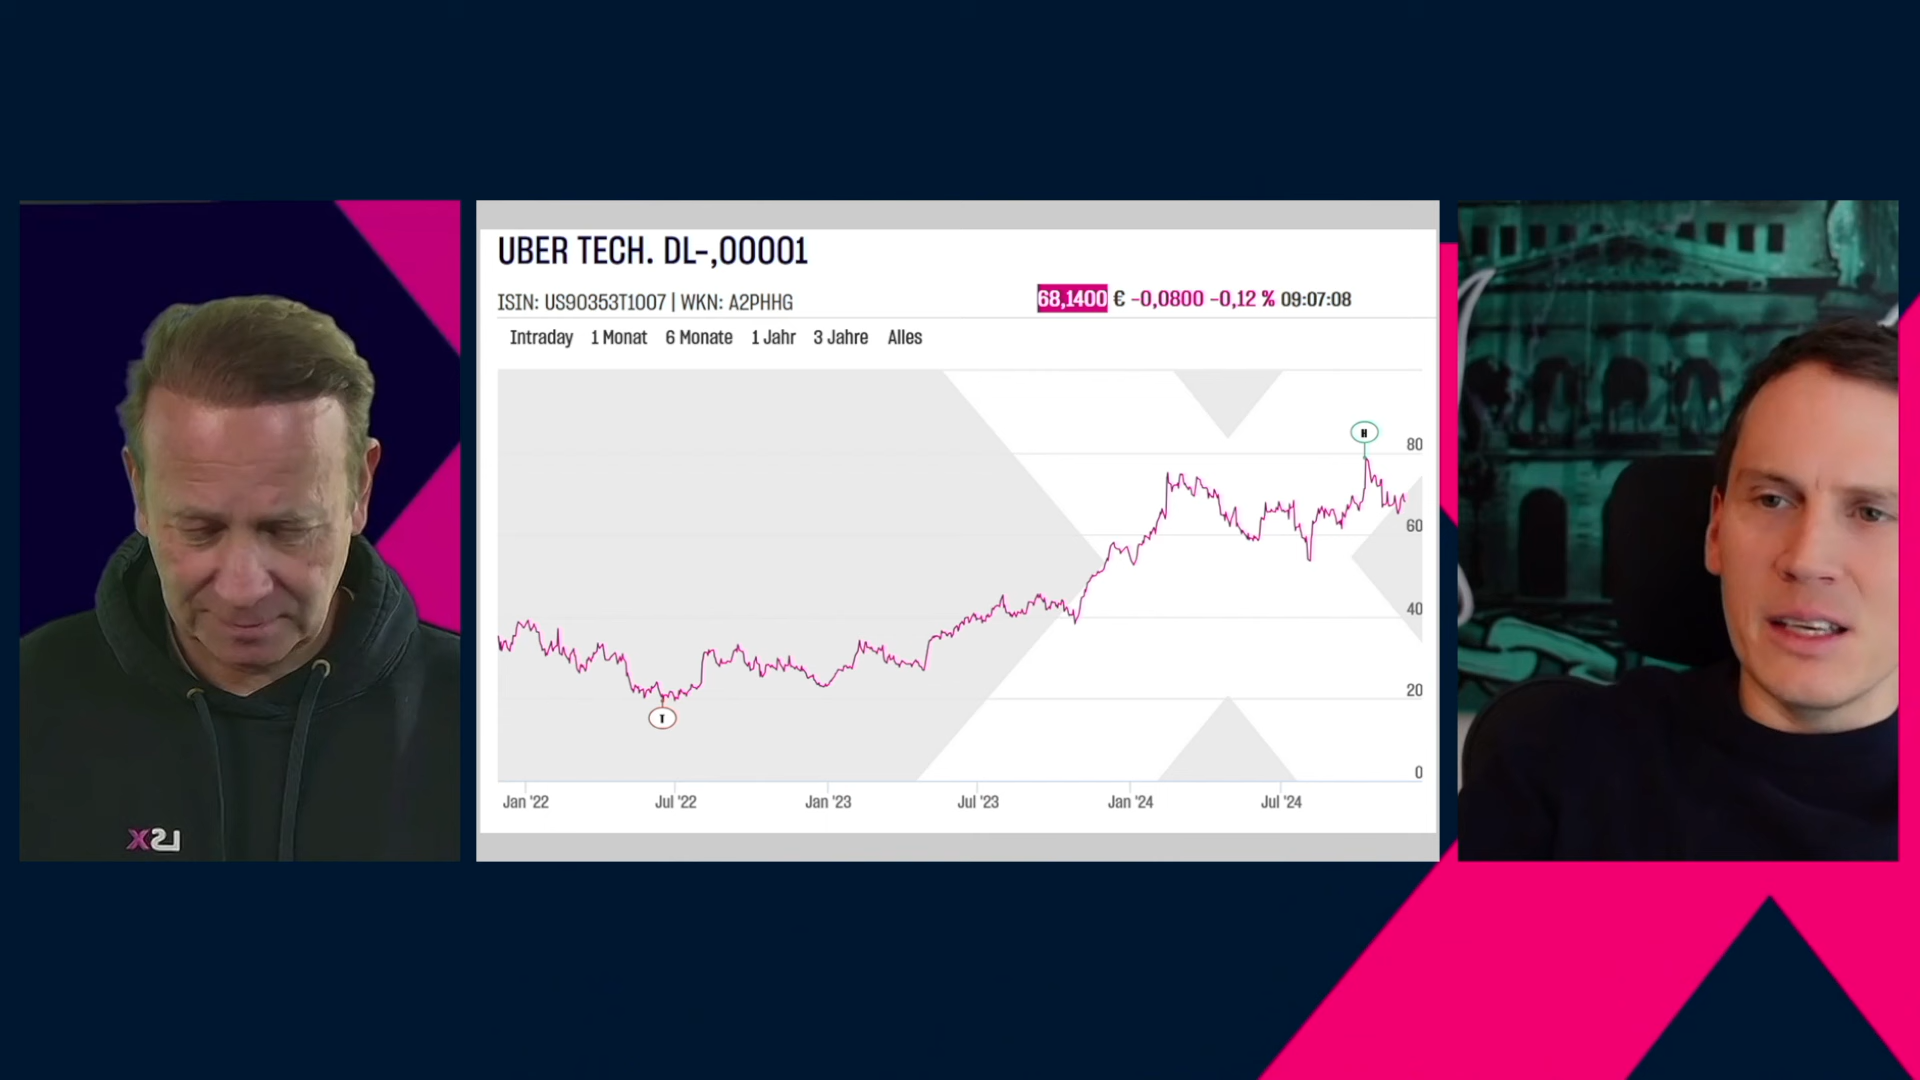 UBER TECH. DL-,00001
ISIN: US90353T1007 | WKN: A2PHHG
68,1400 € -0,0800 -0,12 % 09:07:08
Intraday 1 Monat 6 Monate 1 Jahr 3 Jahre Alles
H
80
60
40
20
0
T
Jan '22 Jul '22 Jan '23 Jul '23 Jan '24 Jul '24
LSX